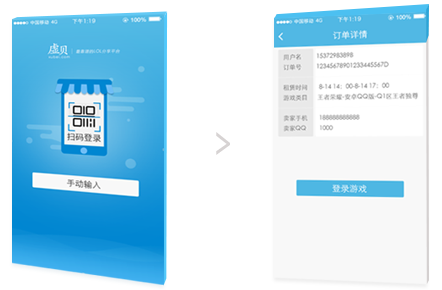 中国移动 4G 下午1:19 100%
虚贝
扫码登录
手动输入
>
中国移动 4G 下午1:19 100%
订单详情
用户名 15372983898
订单号 12345678901233445567D
租赁时间 8-14 14：00-8-14 17：00
游戏类目 王者荣耀-安卓QQ版-Q1区王者独尊
卖家手机 188888888888
卖家QQ 1000
登录游戏